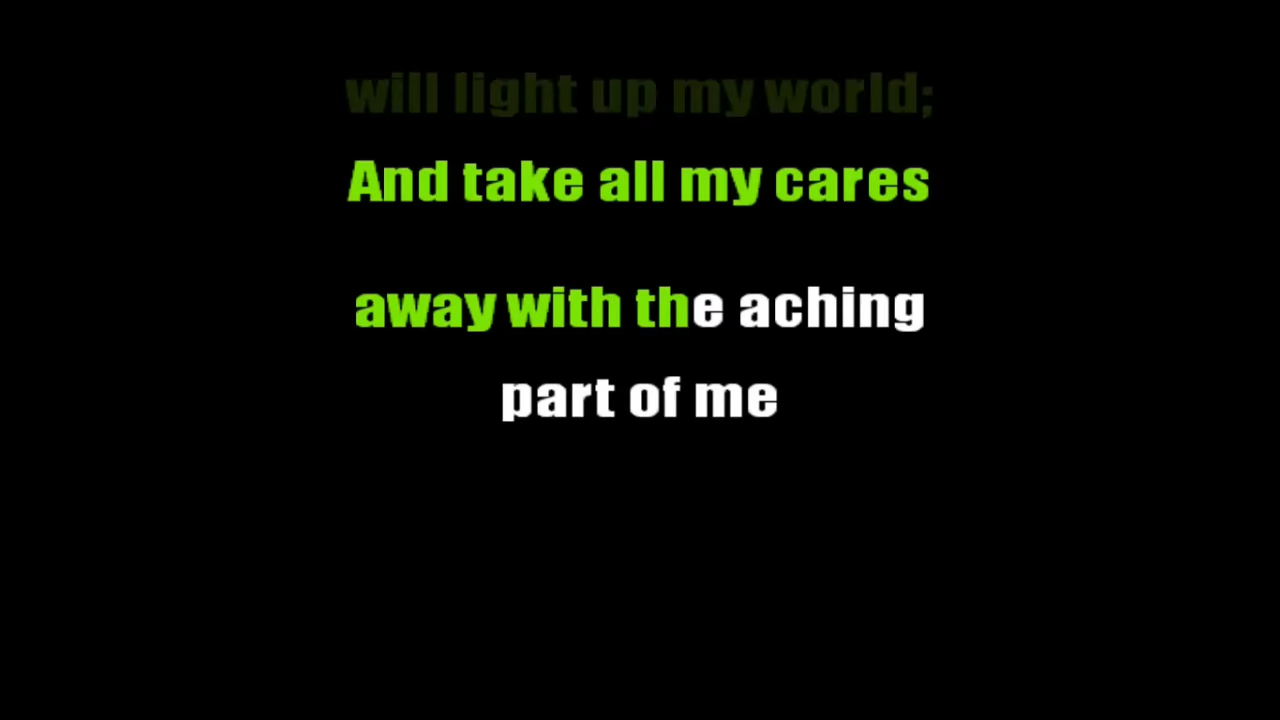 will light up my world;
And take all my cares
away with the aching
part of me